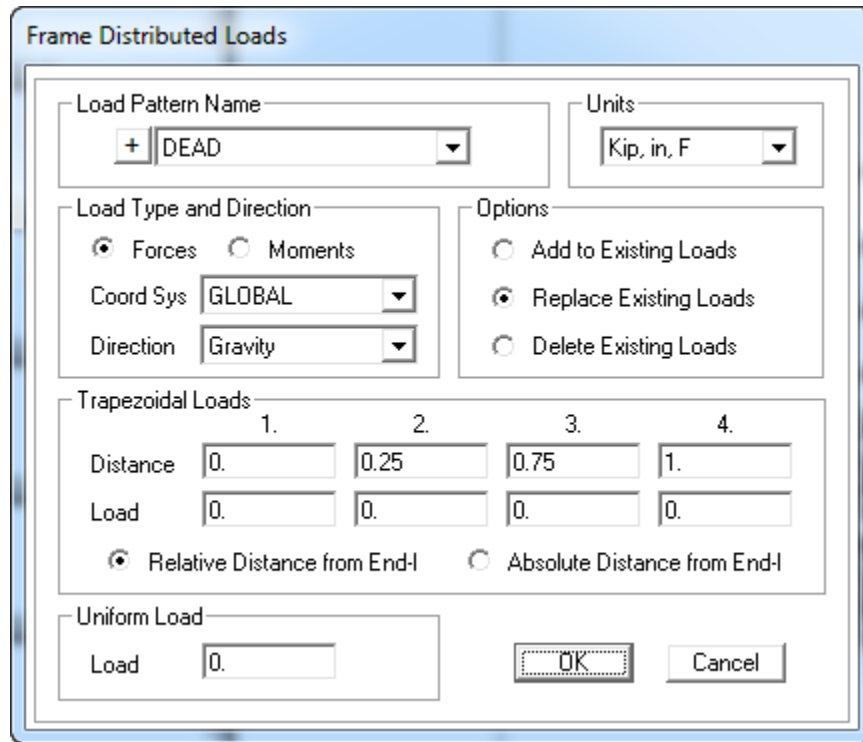 Frame Distributed Loads
Load Pattern Name
+ DEAD
Units
Kip, in, F
Load Type and Direction
Forces Moments
Coord Sys GLOBAL
Direction Gravity
Options
Add to Existing Loads
Replace Existing Loads
Delete Existing Loads
Trapezoidal Loads
1. 2. 3. 4.
Distance 0. 0.25 0.75 1.
Load 0. 0. 0. 0.
Relative Distance from End-I Absolute Distance from End-I
Uniform Load
Load 0.
OK Cancel